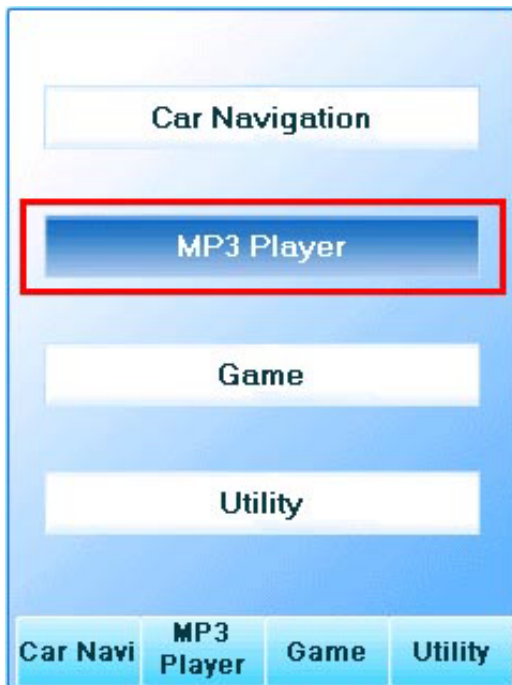 Car Navigation
MP3 Player
Game
Utility
Car Navi
MP3
Player
Game
Utility